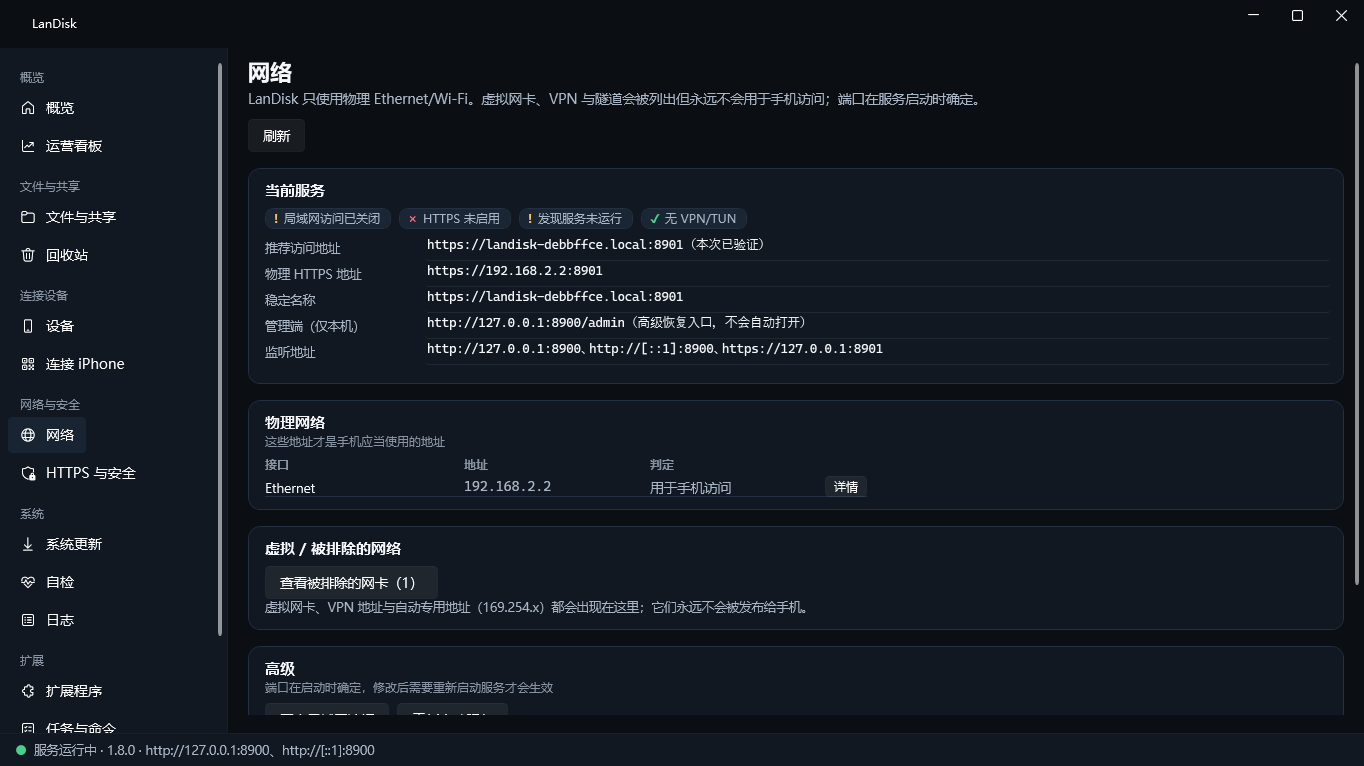 LanDisk
概览
概览
运营看板
文件与共享
文件与共享
回收站
连接设备
设备
连接 iPhone
网络与安全
网络
HTTPS 与安全
系统
系统更新
自检
日志
扩展
扩展程序
任务与命令
网络
LanDisk 只使用物理 Ethernet/Wi-Fi。虚拟网卡、VPN 与隧道会被列出但永远不会用于手机访问；端口在服务启动时确定。
刷新
当前服务
! 局域网访问已关闭 × HTTPS 未启用 ! 发现服务未运行 ✓ 无 VPN/TUN
推荐访问地址 https://landisk-debbffce.local:8901（本次已验证）
物理 HTTPS 地址 https://192.168.2.2:8901
稳定名称 https://landisk-debbffce.local:8901
管理端（仅本机） http://127.0.0.1:8900/admin（高级恢复入口，不会自动打开）
监听地址 http://127.0.0.1:8900、http://[::1]:8900、https://127.0.0.1:8901
物理网络
这些地址才是手机应当使用的地址
接口 地址 判定
Ethernet 192.168.2.2 用于手机访问 详情
虚拟 / 被排除的网络
查看被排除的网卡（1）
虚拟网卡、VPN 地址与自动专用地址（169.254.x）都会出现在这里；它们永远不会被发布给手机。
高级
端口在启动时确定，修改后需要重新启动服务才会生效
服务运行中 · 1.8.0 · http://127.0.0.1:8900、http://[::1]:8900